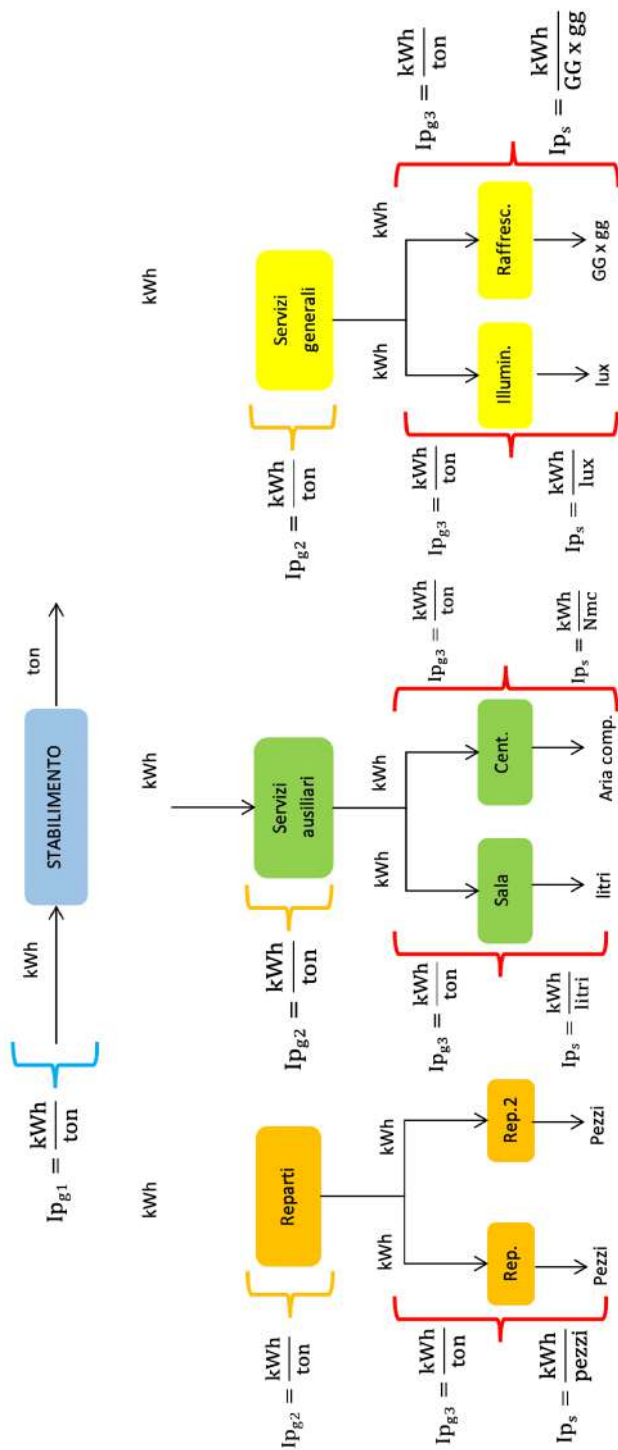 Ip_g1 = kWh/ton
kWh
STABILIMENTO
ton
kWh
kWh
kWh
Ip_g2 = kWh/ton
Reparti
Ip_g2 = kWh/ton
Servizi
ausiliari
Ip_g2 = kWh/ton
Servizi
generali
kWh
kWh
kWh
kWh
kWh
kWh
Ip_g3 = kWh/ton
Ip_g3 = kWh/ton
Ip_g3 = kWh/ton
Ip_g3 = kWh/ton
Ip_g3 = kWh/ton
Rep.
Rep.2
Sala
Cent.
Illumin.
Raffresc.
Ip_s = kWh/pezzi
Pezzi
Pezzi
Ip_s = kWh/litri
litri
Aria comp.
Ip_s = kWh/Nmc
Ip_s = kWh/lux
lux
GG x gg
Ip_s = kWh/GG x gg